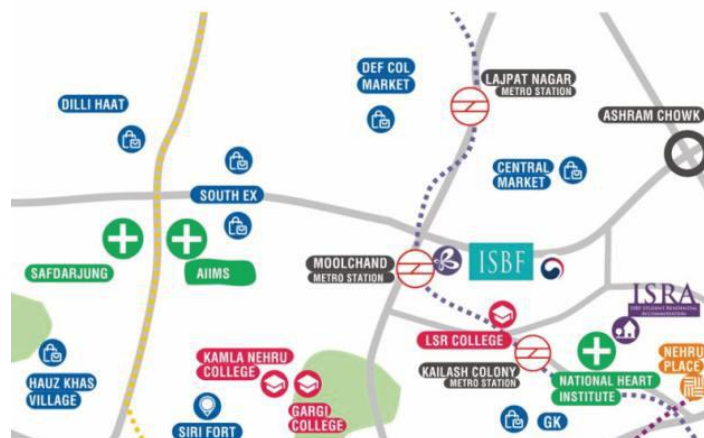 DEF COL
MARKET
LAJPAT NAGAR
METRO STATION
DILLI HAAT
ASHRAM CHOWK
CENTRAL
MARKET
SOUTH EX
MOOLCHAND
METRO STATION
ISBF
SAFDARJUNG
AIIMS
ISRA
LSR COLLEGE
KAMLA NEHRU
COLLEGE
KAILASH COLONY
METRO STATION
NEHRU
PLACE
HAUZ KHAS
VILLAGE
NATIONAL HEART
INSTITUTE
GARGI
COLLEGE
SIRI FORT
GK